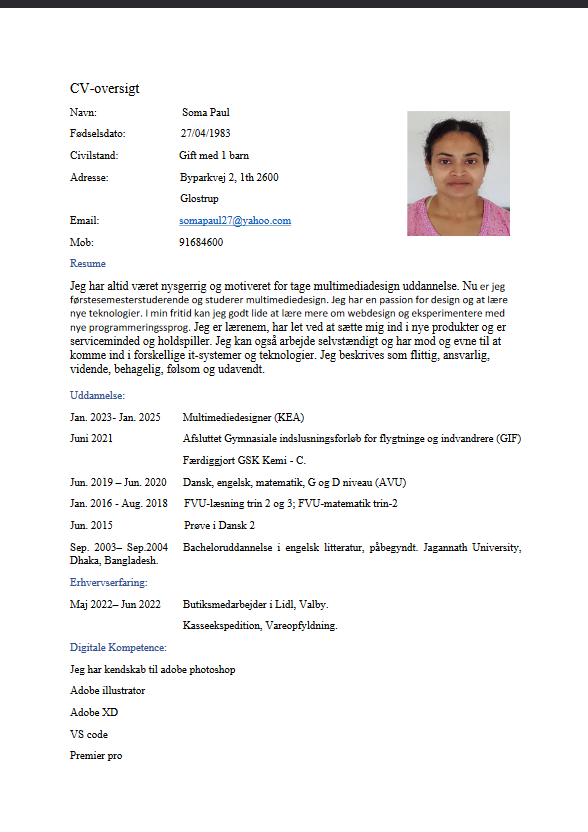 CV-oversigt
Navn: Soma Paul
Fødselsdato: 27/04/1983
Civilstand: Gift med 1 barn
Adresse: Byparkvej 2, 1th 2600
Glostrup
Email: somapaul27@yahoo.com
Mob: 91684600
Resume
Jeg har altid været nysgerrig og motiveret for tage multimediadesign uddannelse. Nu er jeg
førstesemesterstuderende og studerer multimediedesign. Jeg har en passion for design og at lære
nye teknologier. I min fritid kan jeg godt lide at lære mere om webdesign og eksperimentere med
nye programmeringssprog. Jeg er lærenem, har let ved at sætte mig ind i nye produkter og er
serviceminded og holdspiller. Jeg kan også arbejde selvstændigt og har mod og evne til at
komme ind i forskellige it-systemer og teknologier. Jeg beskrives som flittig, ansvarlig,
vidende, behagelig, følsom og udavendt.
Uddannelse:
Jan. 2023- Jan. 2025 Multimediedesigner (KEA)
Juni 2021 Afsluttet Gymnasiale indslusningsforløb for flygtninge og indvandrere (GIF)
Færdiggjort GSK Kemi - C.
Jun. 2019 – Jun. 2020 Dansk, engelsk, matematik, G og D niveau (AVU)
Jan. 2016 - Aug. 2018 FVU-læsning trin 2 og 3; FVU-matematik trin-2
Jun. 2015 Prøve i Dansk 2
Sep. 2003– Sep.2004 Bacheloruddannelse i engelsk litteratur, påbegyndt. Jagannath University,
Dhaka, Bangladesh.
Erhvervserfaring:
Maj 2022– Jun 2022 Butiksmedarbejder i Lidl, Valby.
Kasseekspedition, Vareopfyldning.
Digitale Kompetence:
Jeg har kendskab til adobe photoshop
Adobe illustrator
Adobe XD
VS code
Premier pro